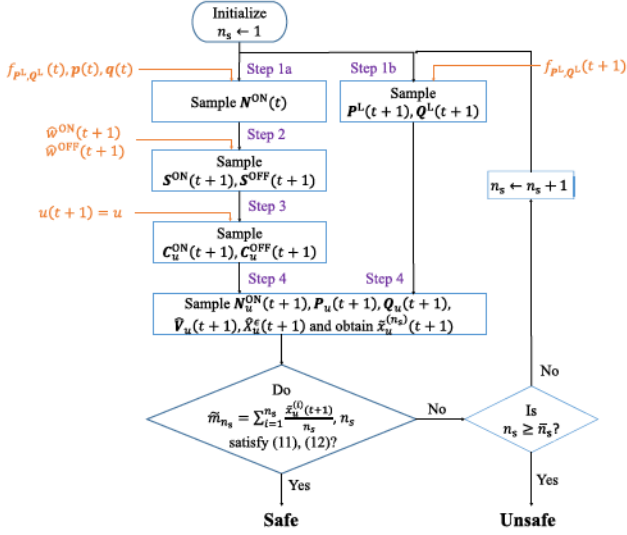 Initialize
n_s ← 1
f_{P^L,Q^L}(t), p(t), q(t)
Step 1a
Step 1b
f_{P^L,Q^L}(t + 1)
Sample N^ON(t)
Sample
P^L(t + 1), Q^L(t + 1)
ŵ^ON(t + 1)
ŵ^OFF(t + 1)
Step 2
Sample
S^ON(t + 1), S^OFF(t + 1)
n_s ← n_s + 1
u(t + 1) = u
Step 3
Sample
C_u^ON(t + 1), C_u^OFF(t + 1)
Step 4
Step 4
Sample N_u^ON(t + 1), P_u(t + 1), Q_u(t + 1),
V̂_u(t + 1), X̂_u^ϵ(t + 1) and obtain x̄_u^{(n_s)}(t + 1)
Do
m̃_{n_s} = ∑_{i=1}^{n_s} x̄_u^{(i)}(t+1)/n_s, n_s
satisfy (11), (12)?
No
No
Is
n_s ≥ n̄_s?
Yes
Yes
Safe
Unsafe